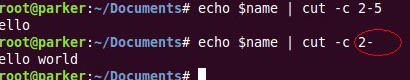 root@parker:~/Documents# echo $name | cut -c 2-5
ello
root@parker:~/Documents# echo $name | cut -c 2-
ello world
root@parker:~/Documents#